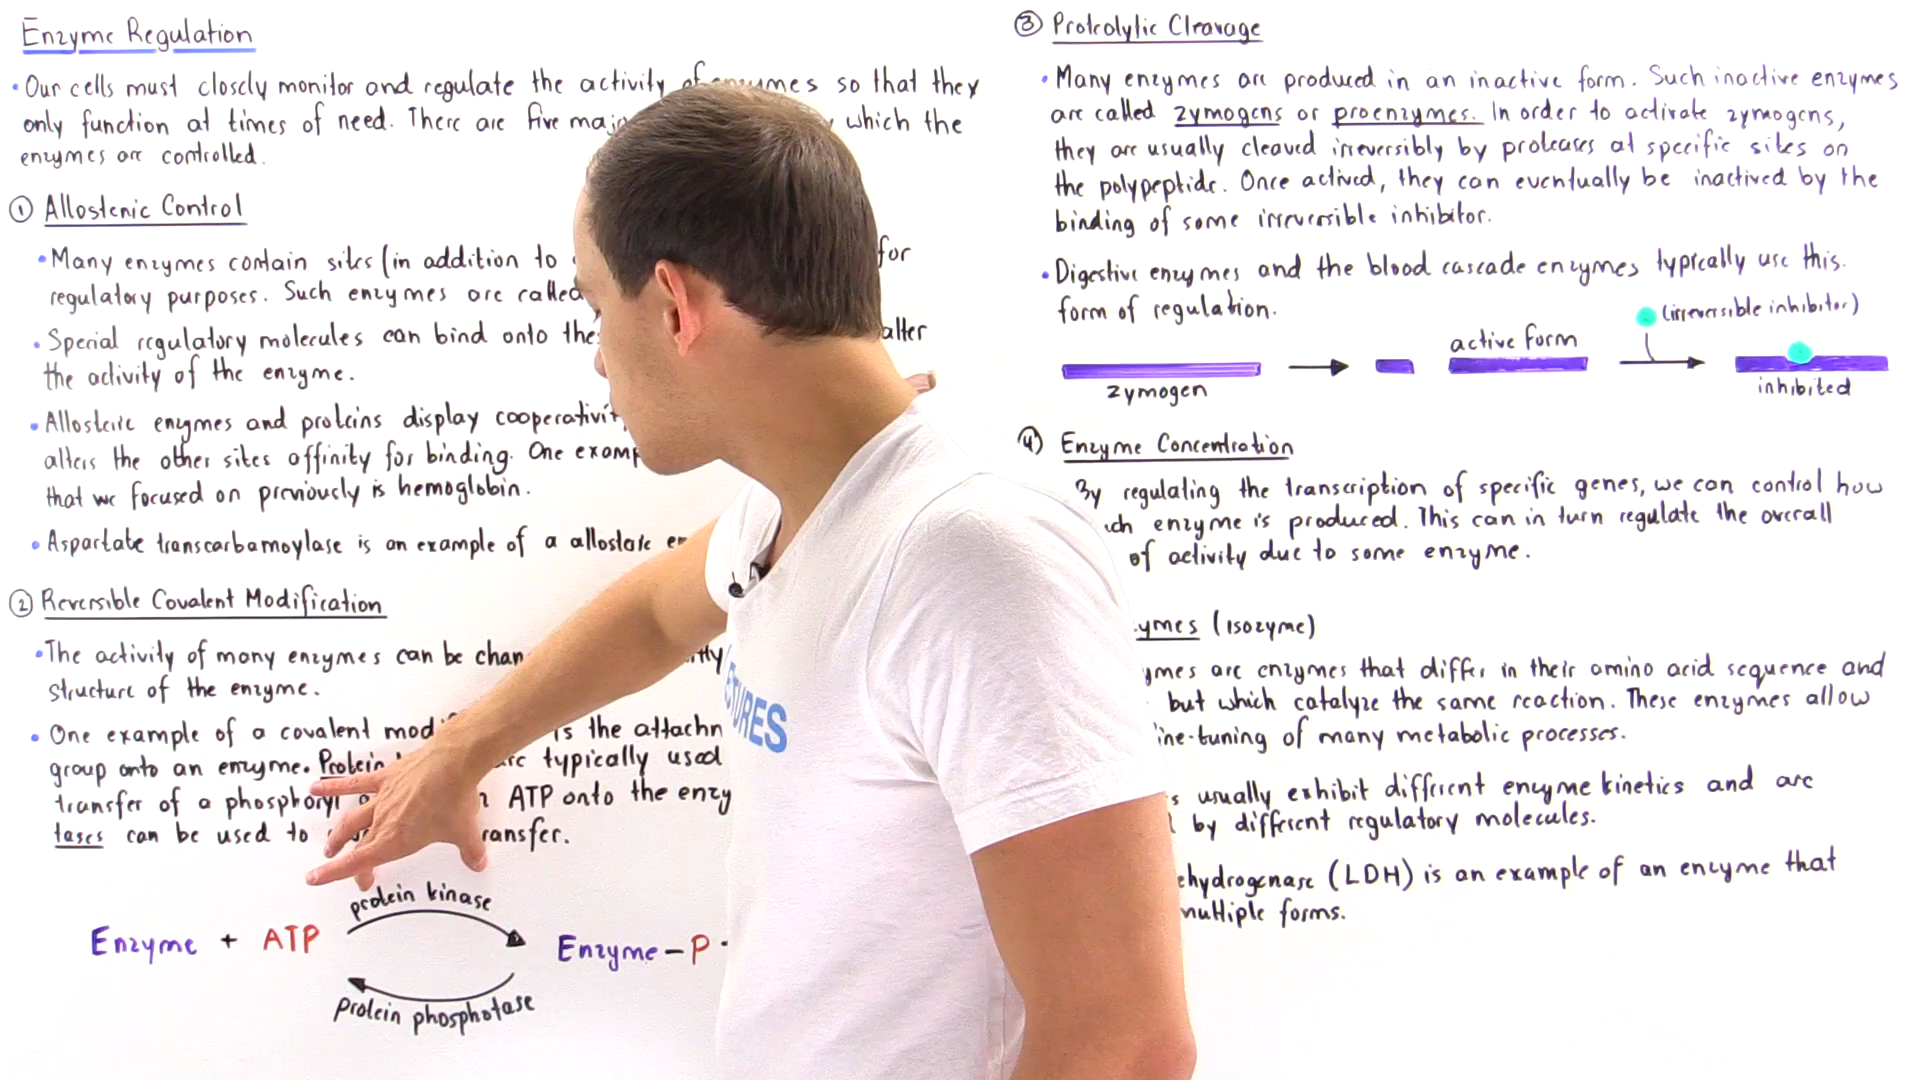 Enzyme Regulation
• Our cells must closely monitor and regulate the activity of enzymes so that they
only function at times of need. There are five maj which the
enzymes are controlled.
① Allosteric Control
• Many enzymes contain sites (in addition to for
regulatory purposes. Such enzymes are called
• Special regulatory molecules can bind onto the alter
the activity of the enzyme.
• Allosteric enzymes and proteins display cooperativit
alters the other sites affinity for binding. One examp
that we focused on previously is hemoglobin.
• Aspartate transcarbamoylase is an example of a allosteric en
② Reversible Covalent Modification
• The activity of many enzymes can be chan tly
structure of the enzyme.
• One example of a covalent mod is the attachn
group onto an enzyme. Protein are typically used
transfer of a phosphoryl ATP onto the enzy
tases can be used to ransfer.
Enzyme + ATP
protein kinase
Enzyme - P
protein phosphotase
③ Proteolytic Cleavage
• Many enzymes are produced in an inactive form. Such inactive enzymes
are called zymogens or proenzymes. In order to activate zymogens,
they are usually cleaved irreversibly by proteases at specific sites on
the polypeptide. Once actived, they can eventually be inactived by the
binding of some irreversible inhibitor.
• Digestive enzymes and the blood cascade enzymes typically use this
form of regulation.
(irreversible inhibitor)
active form
zymogen
inhibited
④ Enzyme Concentration
By regulating the transcription of specific genes, we can control how
uch enzyme is produced. This can in turn regulate the overall
of activity due to some enzyme.
ymes (isozyme)
ymes are enzymes that differ in their amino acid sequence and
but which catalyze the same reaction. These enzymes allow
ine-tuning of many metabolic processes.
s usually exhibit different enzyme kinetics and are
by different regulatory molecules.
ehydrogenase (LDH) is an example of an enzyme that
multiple forms.
TURES